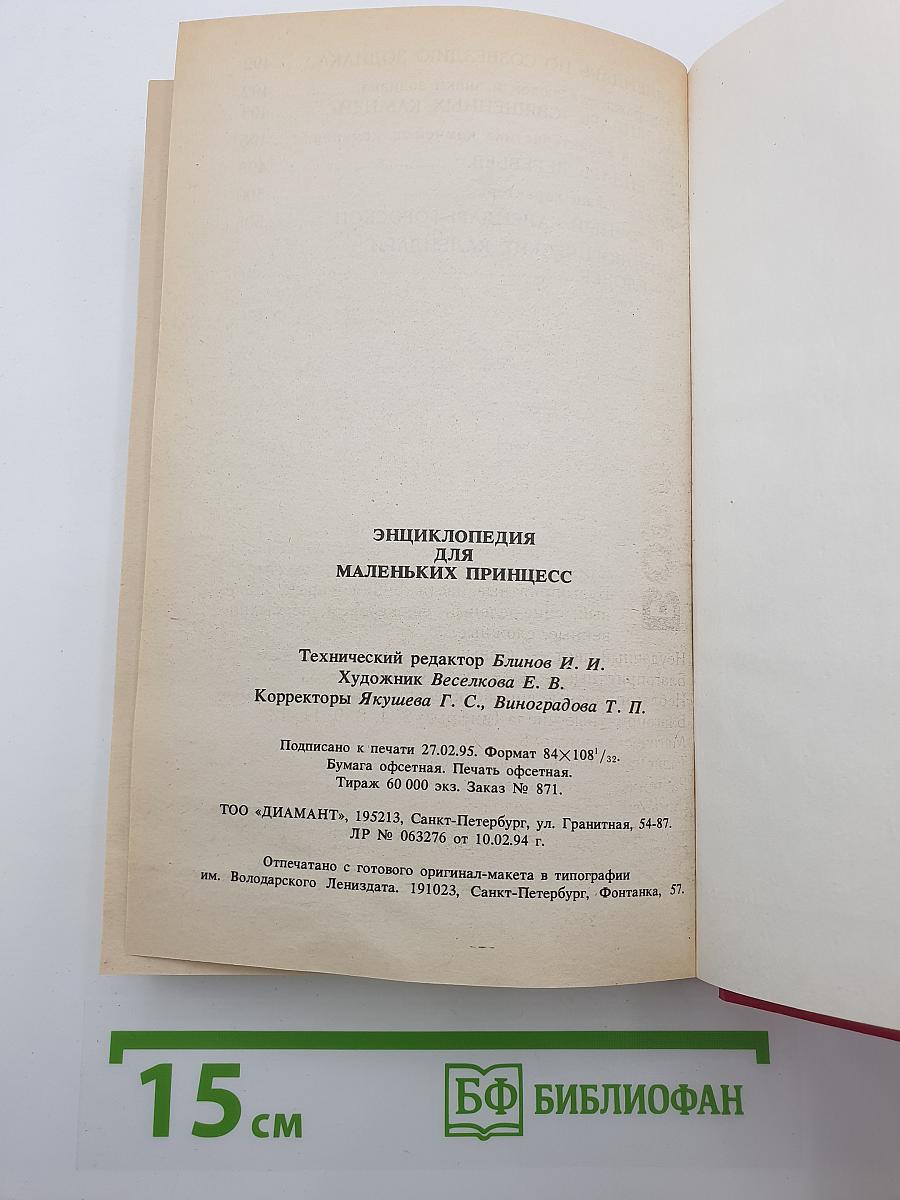 ЭНЦИКЛОПЕДИЯ
ДЛЯ
МАЛЕНЬКИХ ПРИНЦЕСС
Технический редактор Блинов И. И.
Художник Веселкова Е. В.
Корректоры Якушева Г. С., Виноградова Т. П.
Подписано к печати 27.02.95. Формат 84×108¹/₃₂.
Бумага офсетная. Печать офсетная.
Тираж 60 000 экз. Заказ № 871.
ТОО «ДИАМАНТ», 195213, Санкт-Петербург, ул. Гранитная, 54-87.
ЛР № 063276 от 10.02.94 г.
Отпечатано с готового оригинал-макета в типографии
им. Володарского Лениздата. 191023, Санкт-Петербург, Фонтанка, 57.
15 см
БФ БИБЛИОФАН